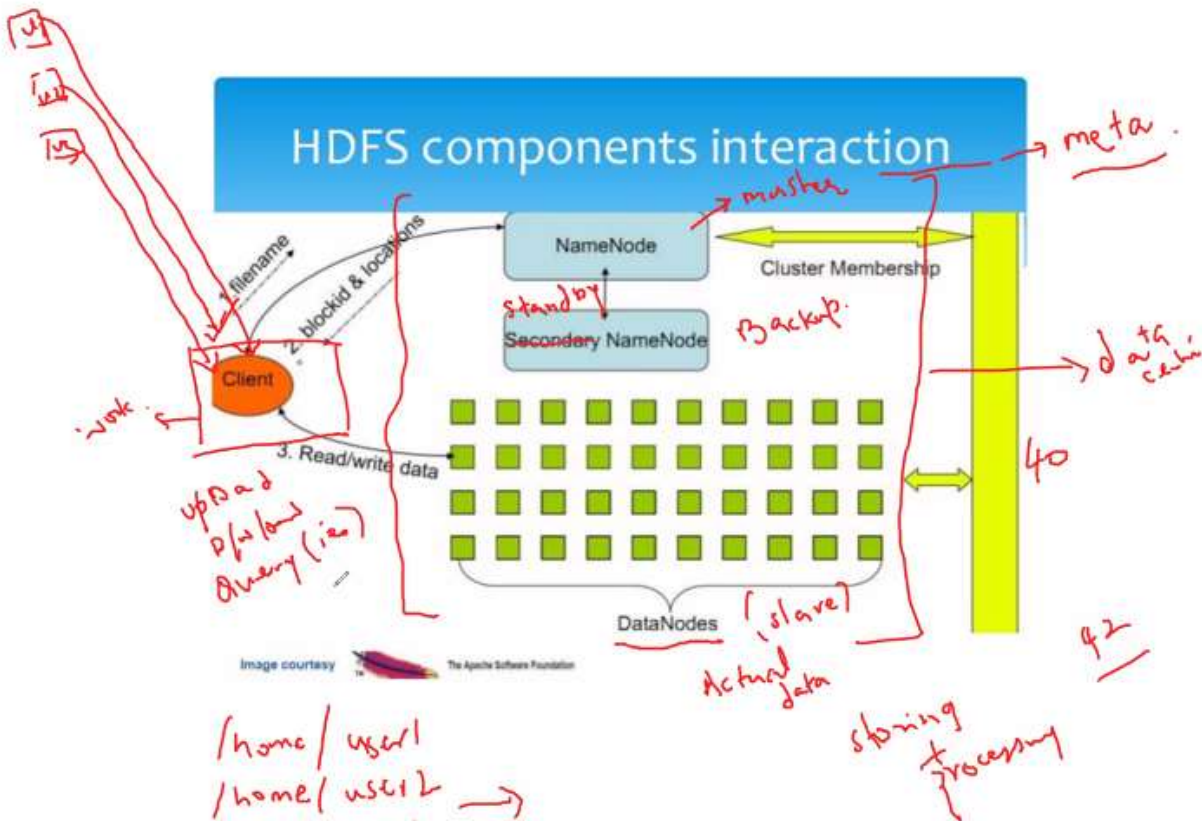 HDFS components interaction
meta
master
1. filename
2. blockid & locations
NameNode
Cluster Membership
standby
Secondary NameNode
Backup.
Client
work.
data
3. Read/write data
40
upload
Query (ies)
DataNodes
(slave)
Actual
data
42
Image courtesy
TM
The Apache Software Foundation
storing
+
processing
/home/user1
/home/user2